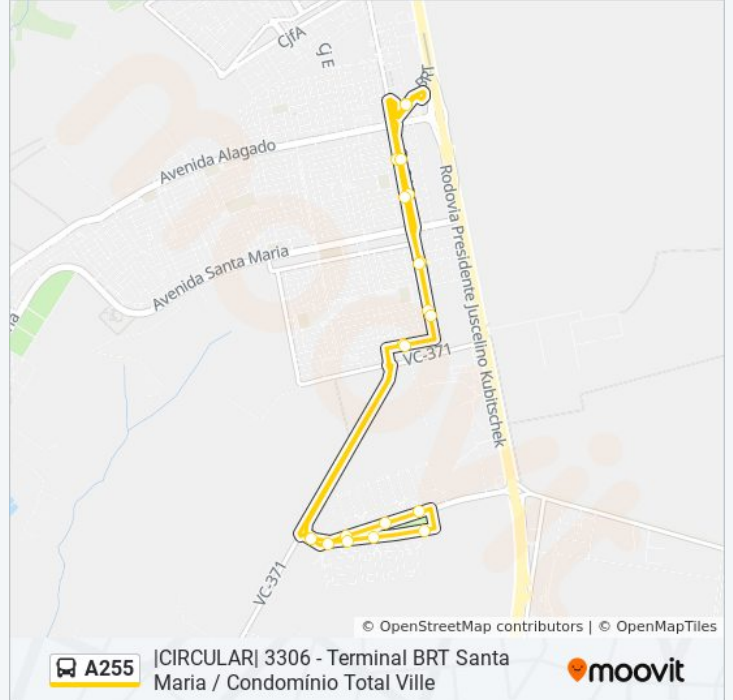 CjfA
Cj E
BRT
Avenida Alagado
Rodovia Presidente Juscelino Kubitschek
Avenida Santa Maria
VC-371
VC-371
© OpenStreetMap contributors | © OpenMapTiles
A255
|CIRCULAR| 3306 - Terminal BRT Santa
Maria / Condomínio Total Ville
moovit